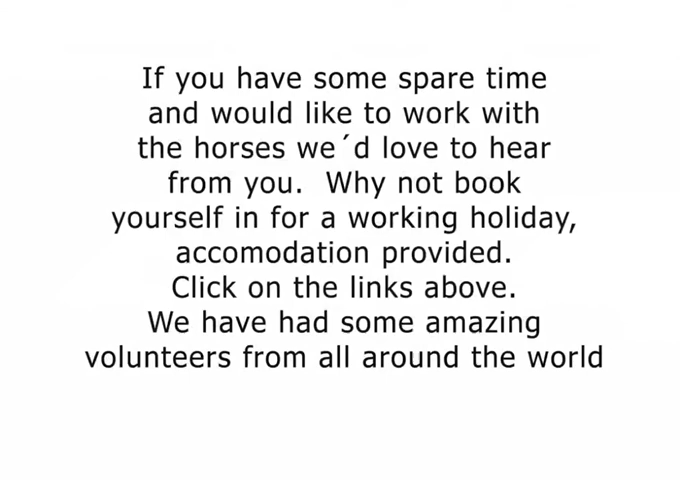 If you have some spare time
and would like to work with
the horses we´d love to hear
from you.  Why not book
yourself in for a working holiday,
accomodation provided.
Click on the links above.
We have had some amazing
volunteers from all around the world